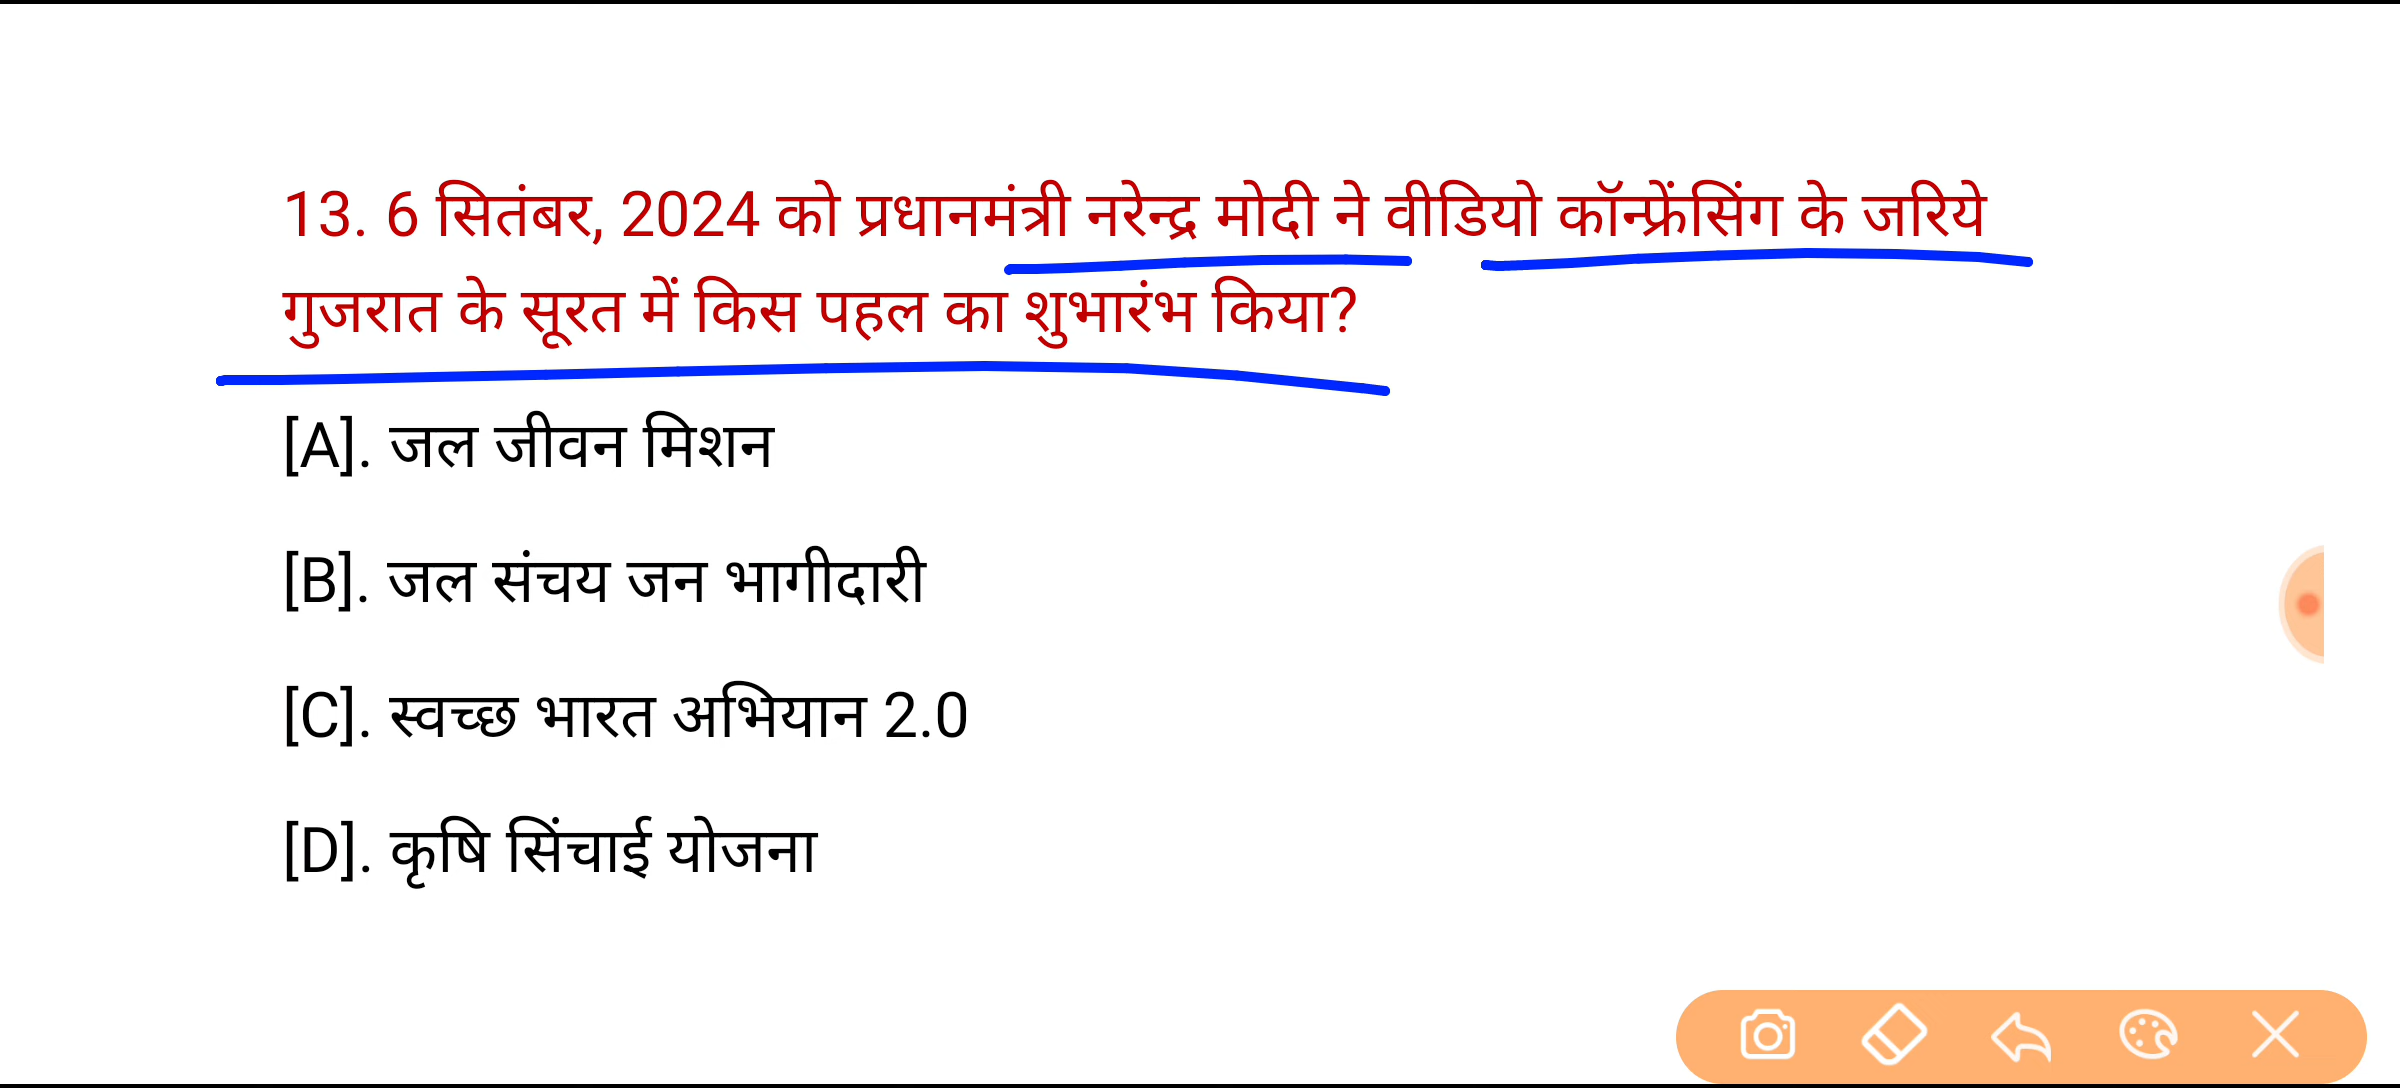 13. 6 सितंबर, 2024 को प्रधानमंत्री नरेन्द्र मोदी ने वीडियो कॉन्फ्रेंसिंग के जरिये
गुजरात के सूरत में किस पहल का शुभारंभ किया?
[A]. जल जीवन मिशन
[B]. जल संचय जन भागीदारी
[C]. स्वच्छ भारत अभियान 2.0
[D]. कृषि सिंचाई योजना